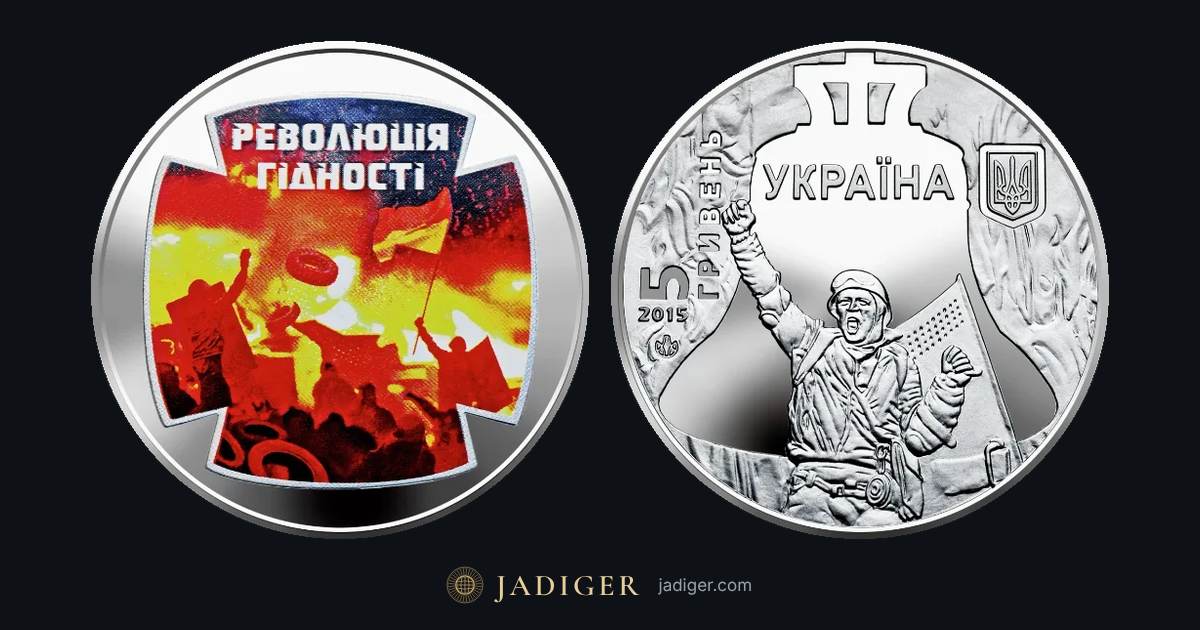 РЕВОЛЮЦІЯ
ГІДНОСТІ
УКРАЇНА
5
ГРИВЕНЬ
2015
JADIGER
jadiger.com